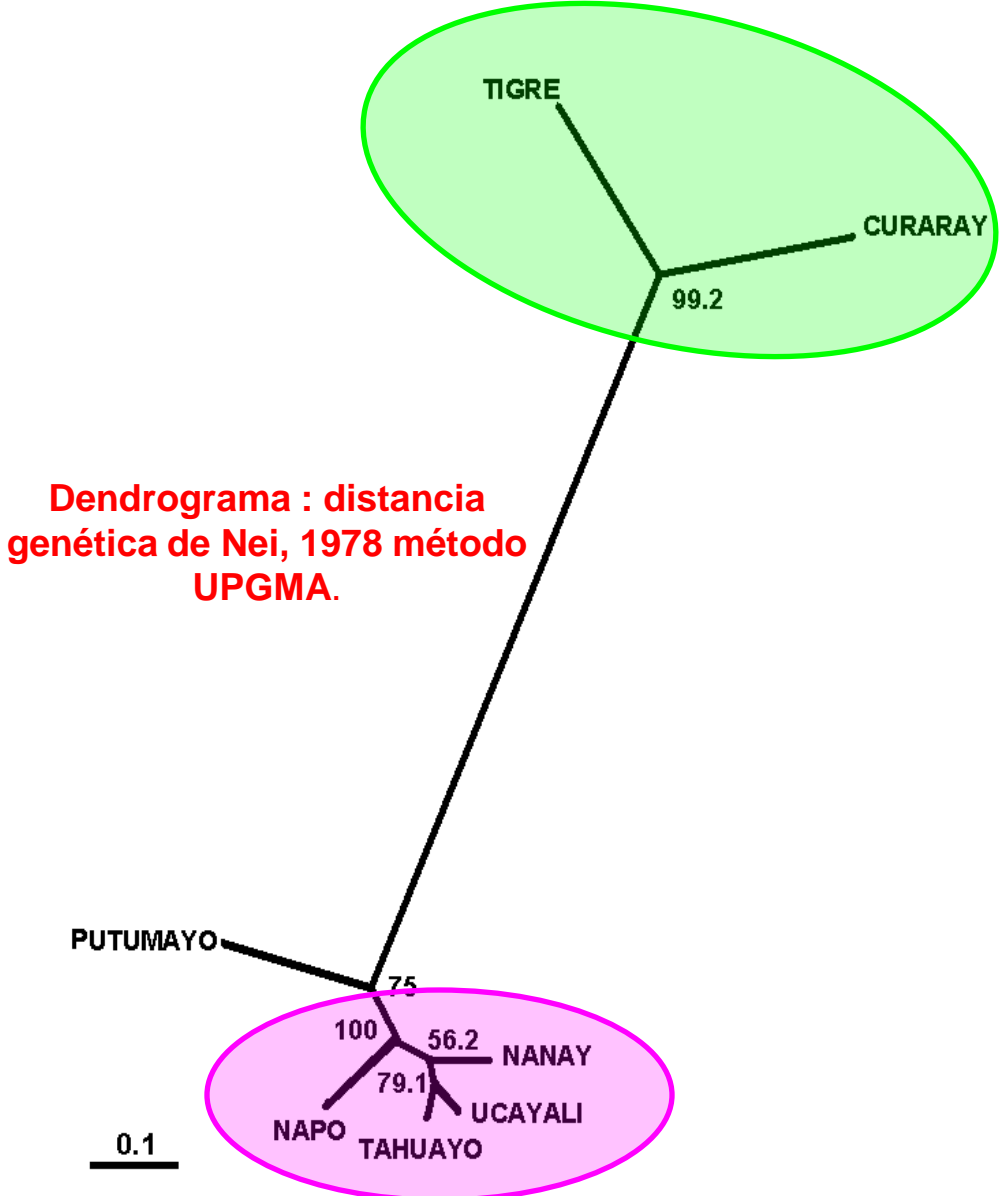 TIGRE
CURARAY
99.2
Dendrograma : distancia
genética de Nei, 1978 método
UPGMA.
PUTUMAYO
75
100
56.2
NANAY
79.1
UCAYALI
NAPO
TAHUAYO
0.1